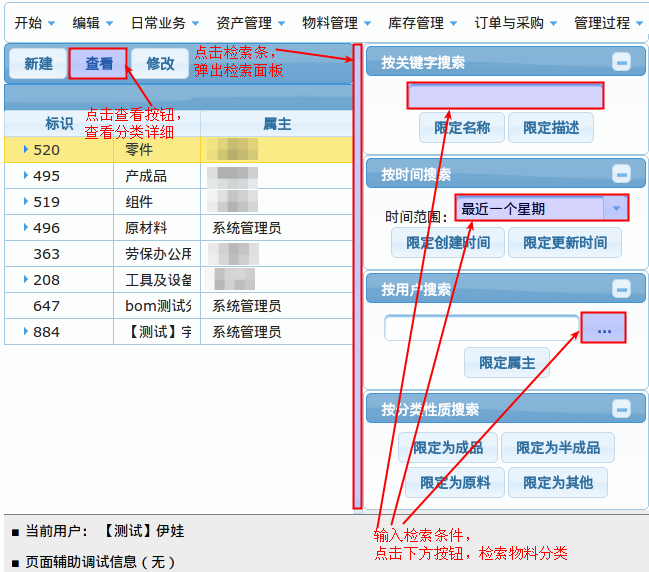 开始 编辑 日常业务 资产管理 物料管理 库存管理 订单与采购 管理过程
新建 查看 修改
点击检索条，
弹出检索面板
点击查看按钮，
查看分类详细
标识 属主
520 零件
495 产成品
519 组件
496 原材料 系统管理员
363 劳保办公用
208 工具及设备
647 bom测试分 系统管理员
884 【测试】宇 系统管理员
按关键字搜索
限定名称 限定描述
按时间搜索
时间范围： 最近一个星期
限定创建时间 限定更新时间
按用户搜索
...
限定属主
按分类性质搜索
限定为成品 限定为半成品
限定为原料 限定为其他
输入检索条件，
点击下方按钮，检索物料分类
■ 当前用户： 【测试】伊娃
■ 页面辅助调试信息（无）